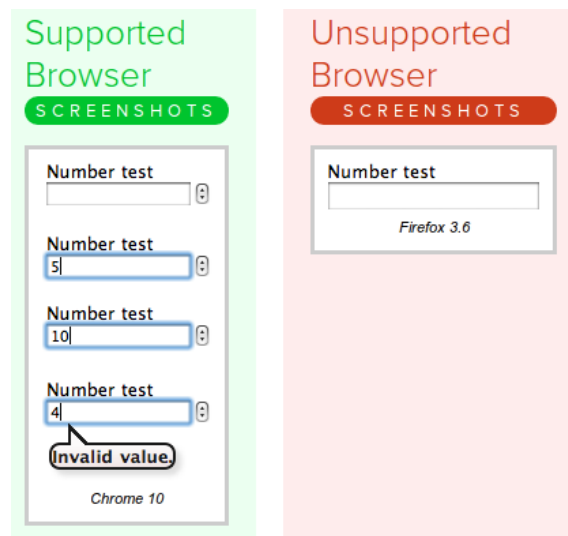 Supported
Browser
SCREENSHOTS
Number test
Number test
5
Number test
10
Number test
4
Invalid value.
Chrome 10
Unsupported
Browser
SCREENSHOTS
Number test
Firefox 3.6